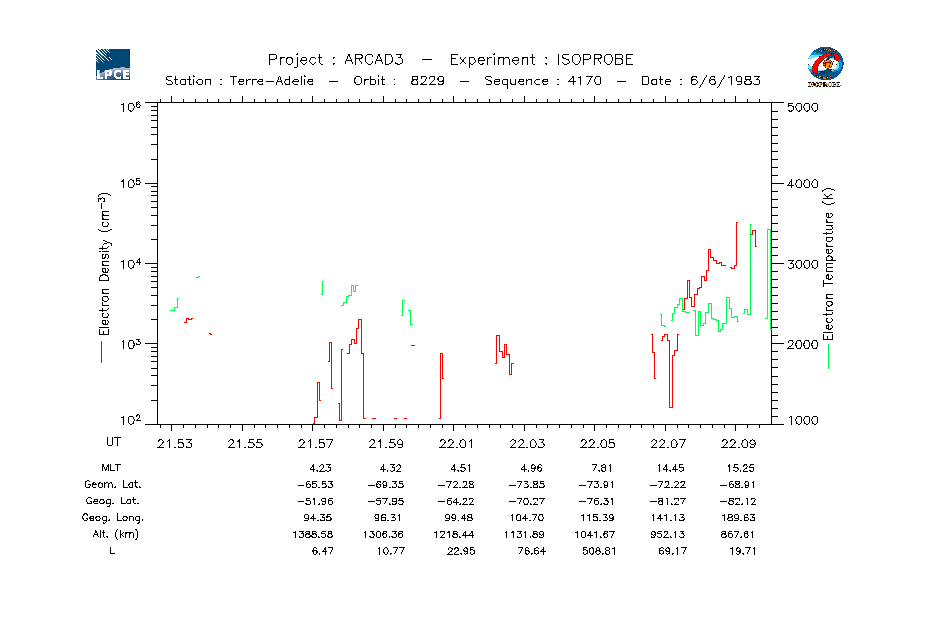 LPCE
Project : ARCAD3 — Experiment : ISOPROBE
Station : Terre-Adelie — Orbit : 8229 — Sequence : 4170 — Date : 6/6/1983
ISOPROBE
10⁶ 5000
10⁵ 4000
10⁴ 3000
10³ 2000
10² 1000
Electron Density (cm⁻³)
Electron Temperature (K)
UT 21.53 21.55 21.57 21.59 22.01 22.03 22.05 22.07 22.09
MLT 4.23 4.32 4.51 4.96 7.81 14.45 15.25
Geom. Lat. −65.53 −69.35 −72.28 −73.85 −73.91 −72.22 −68.91
Geog. Lat. −51.96 −57.95 −64.22 −70.27 −76.31 −81.27 −82.12
Geog. Long. 94.35 96.31 99.48 104.70 115.39 141.13 189.63
Alt. (km) 1388.58 1306.36 1218.44 1131.89 1041.67 952.13 867.61
L 6.47 10.77 22.95 76.64 508.81 69.17 19.71